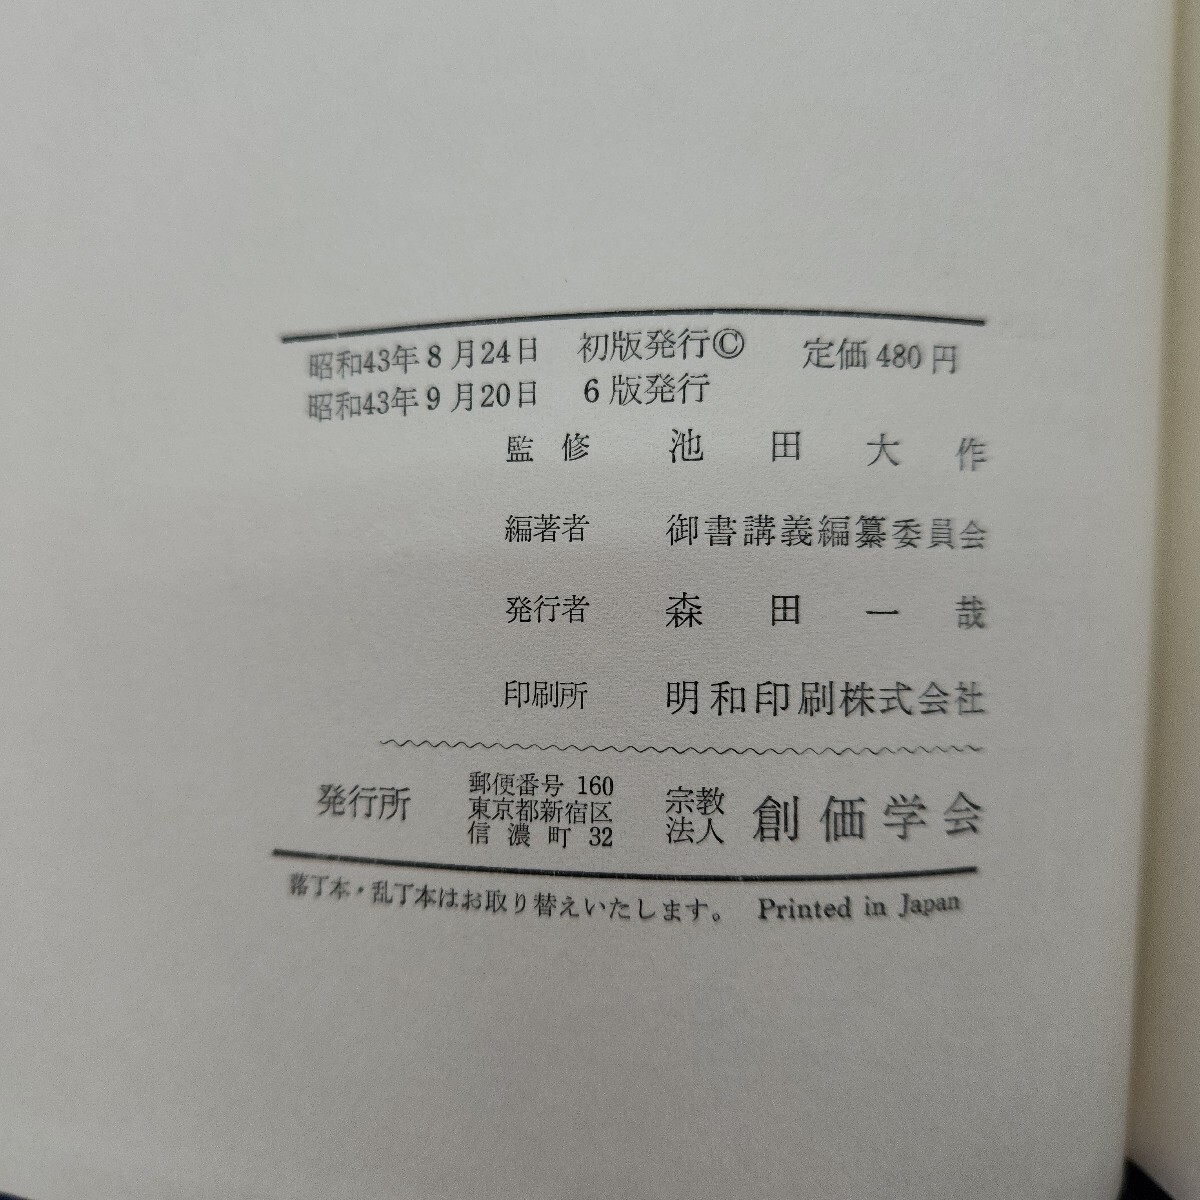 昭和43年8月24日 初版発行© 定価480円
昭和43年9月20日 6版発行
監修 池田大作
編著者 御書講義編纂委員会
発行者 森田一哉
印刷所 明和印刷株式会社
発行所 郵便番号 160
東京都新宿区
信濃町 32
宗教
法人 創価学会
落丁本・乱丁本はお取り替えいたします。 Printed in Japan